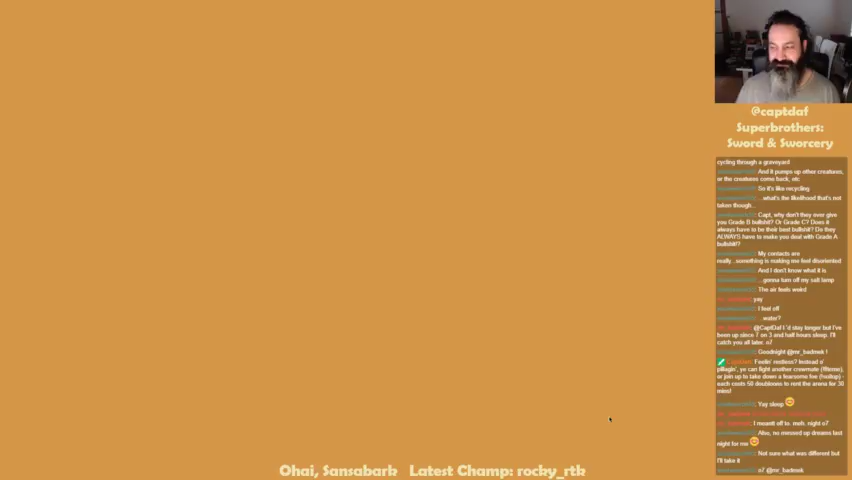 @captdaf
Superbrothers:
Sword & Sworcery
cycling through a graveyard
And it pumps up other creatures,
or the creatures come back, etc
So it's like recycling
...what's the likelihood that's not
taken though...
Capt, why don't they ever give
you Grade B bullshit? Or Grade C? Does it
always have to be their best bullshit? Do they
ALWAYS have to make you deal with Grade A
bullshit!?
My contacts are
really...something is making me feel disoriented
And I don't know what it is
...gonna turn off my salt lamp
The air feels weird
yay
I feel off
...water?
@CaptDaf I 'd stay longer but I've
been up since 7 on 3 and half hours sleep. I'll
catch you all later. o7
Goodnight @mr_badmek !
Feelin' restless? Instead o'
pillagin', ye can fight another crewmate
or join up to take down a fearsome foe
each costs 50 doubloons to rent the arena for 30
mins!
Yay sleep
I meant off to. meh. night o7
Also, no messed up dreams last
night for me
Not sure what was different but
I'll take it
o7 @mr_badmek
Ohai, Sansabark Latest Champ: rocky_rtk